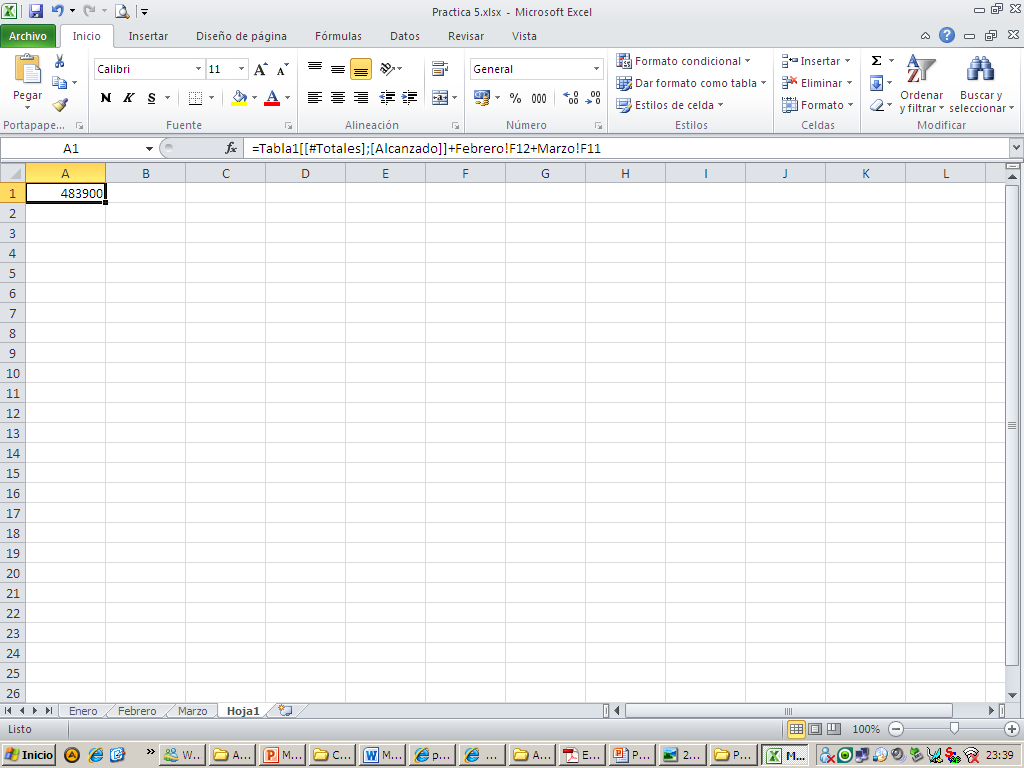 Practica 5.xlsx - Microsoft Excel
Archivo Inicio Insertar Diseño de página Fórmulas Datos Revisar Vista
Pegar
Portapape...
Calibri 11
N K S
A
Fuente
Alineación
General
% 000
Número
Formato condicional
Dar formato como tabla
Estilos de celda
Estilos
Insertar
Eliminar
Formato
Celdas
Σ
Ordenar y filtrar
Buscar y seleccionar
Modificar
A1 fx =Tabla1[[#Totales];[Alcanzado]]+Febrero!F12+Marzo!F11
A B C D E F G H I J K L
1 483900
2
3
4
5
6
7
8
9
10
11
12
13
14
15
16
17
18
19
20
21
22
23
24
25
26
Enero Febrero Marzo Hoja1
Listo 100%
Inicio » W... A... M... C... M... p... ... A... E... P... 2... P... M... 23:39